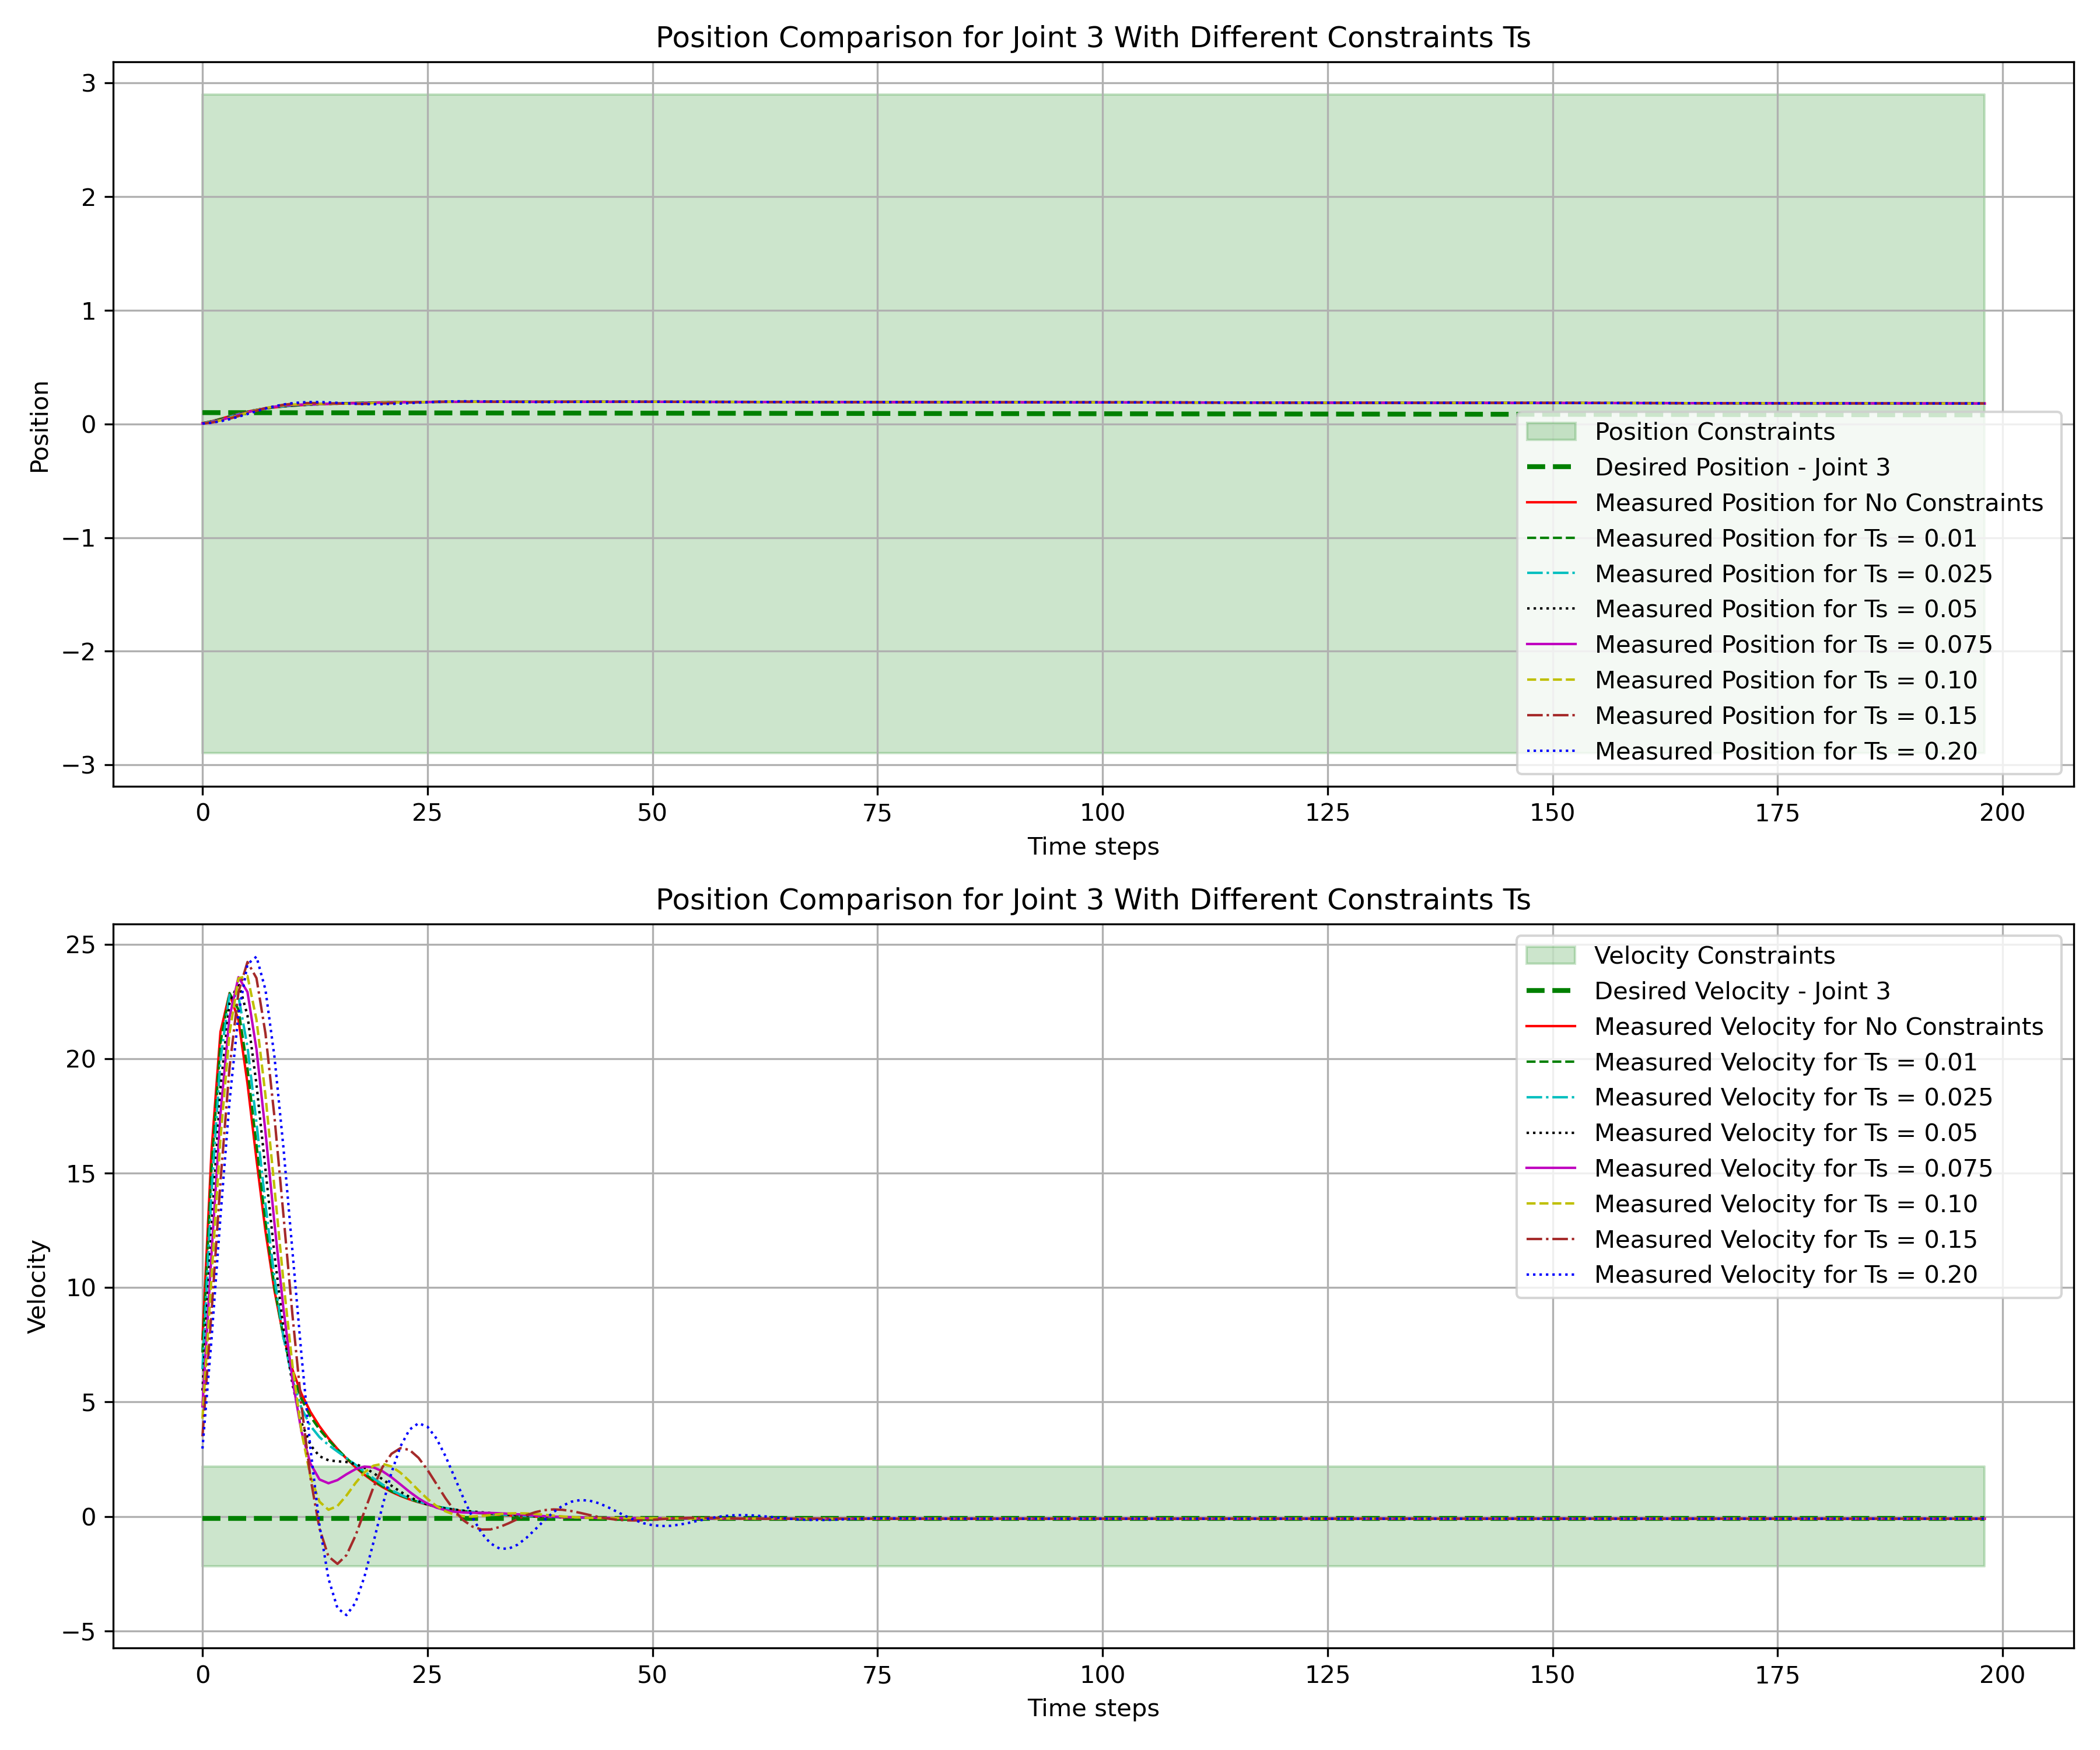 Position Comparison for Joint 3 With Different Constraints Ts
3
2
1
0
−1
−2
−3
Position
Position Constraints
Desired Position - Joint 3
Measured Position for No Constraints
Measured Position for Ts = 0.01
Measured Position for Ts = 0.025
Measured Position for Ts = 0.05
Measured Position for Ts = 0.075
Measured Position for Ts = 0.10
Measured Position for Ts = 0.15
Measured Position for Ts = 0.20
0 25 50 75 100 125 150 175 200
Time steps
Position Comparison for Joint 3 With Different Constraints Ts
25
20
15
10
5
0
−5
Velocity
Velocity Constraints
Desired Velocity - Joint 3
Measured Velocity for No Constraints
Measured Velocity for Ts = 0.01
Measured Velocity for Ts = 0.025
Measured Velocity for Ts = 0.05
Measured Velocity for Ts = 0.075
Measured Velocity for Ts = 0.10
Measured Velocity for Ts = 0.15
Measured Velocity for Ts = 0.20
0 25 50 75 100 125 150 175 200
Time steps